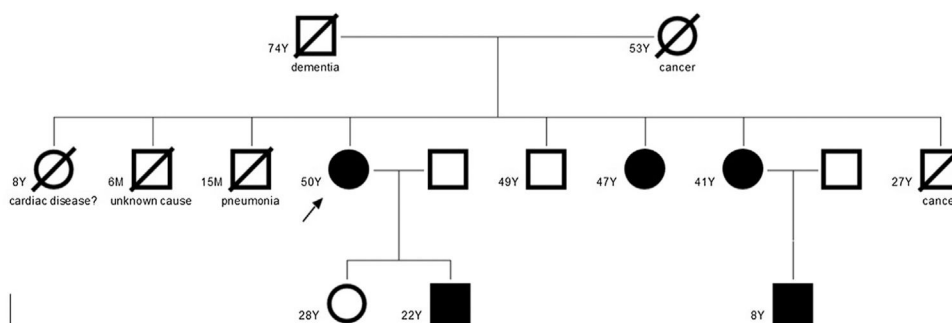 74Y
dementia
53Y
cancer
8Y
cardiac disease?
6M
unknown cause
15M
pneumonia
50Y
49Y
47Y
41Y
27Y
cance
28Y
22Y
8Y